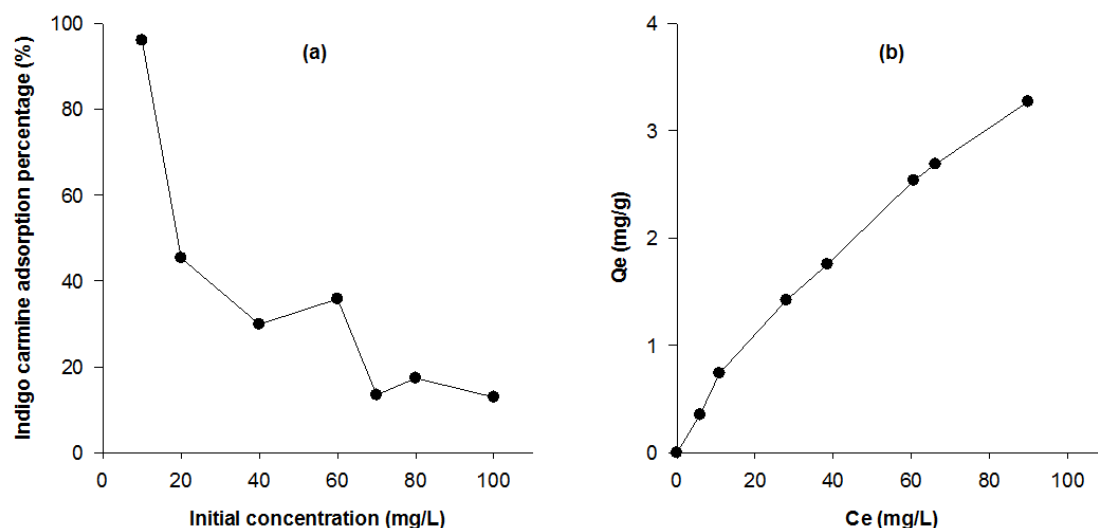 (a)
Indigo carmine adsorption percentage (%)
100
80
60
40
20
0
0 20 40 60 80 100
Initial concentration (mg/L)
(b)
Qe (mg/g)
4
3
2
1
0
0 20 40 60 80 100
Ce (mg/L)